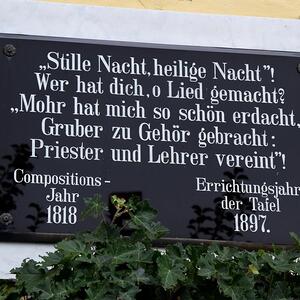 „Stille Nacht, heilige Nacht”!
Wer hat dich, o Lied gemacht?
„Mohr hat mich so schön erdacht,
Gruber zu Gehör gebracht:
Priester und Lehrer vereint”!
Compositions-
Jahr
1818
Errichtungsjahr
der Tafel
1897.